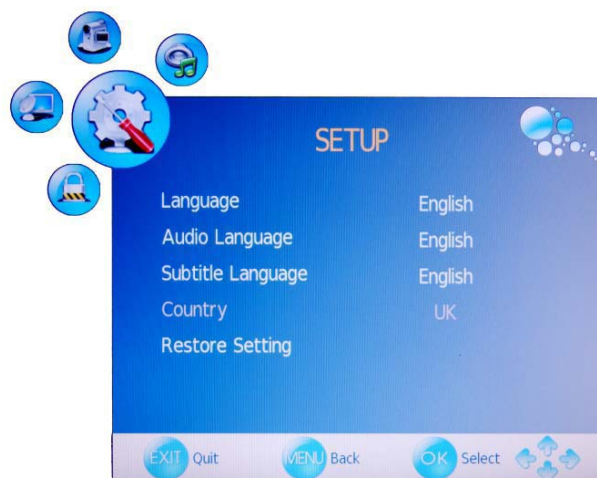 SETUP
Language English
Audio Language English
Subtitle Language English
Country UK
Restore Setting
EXIT Quit MENU Back OK Select